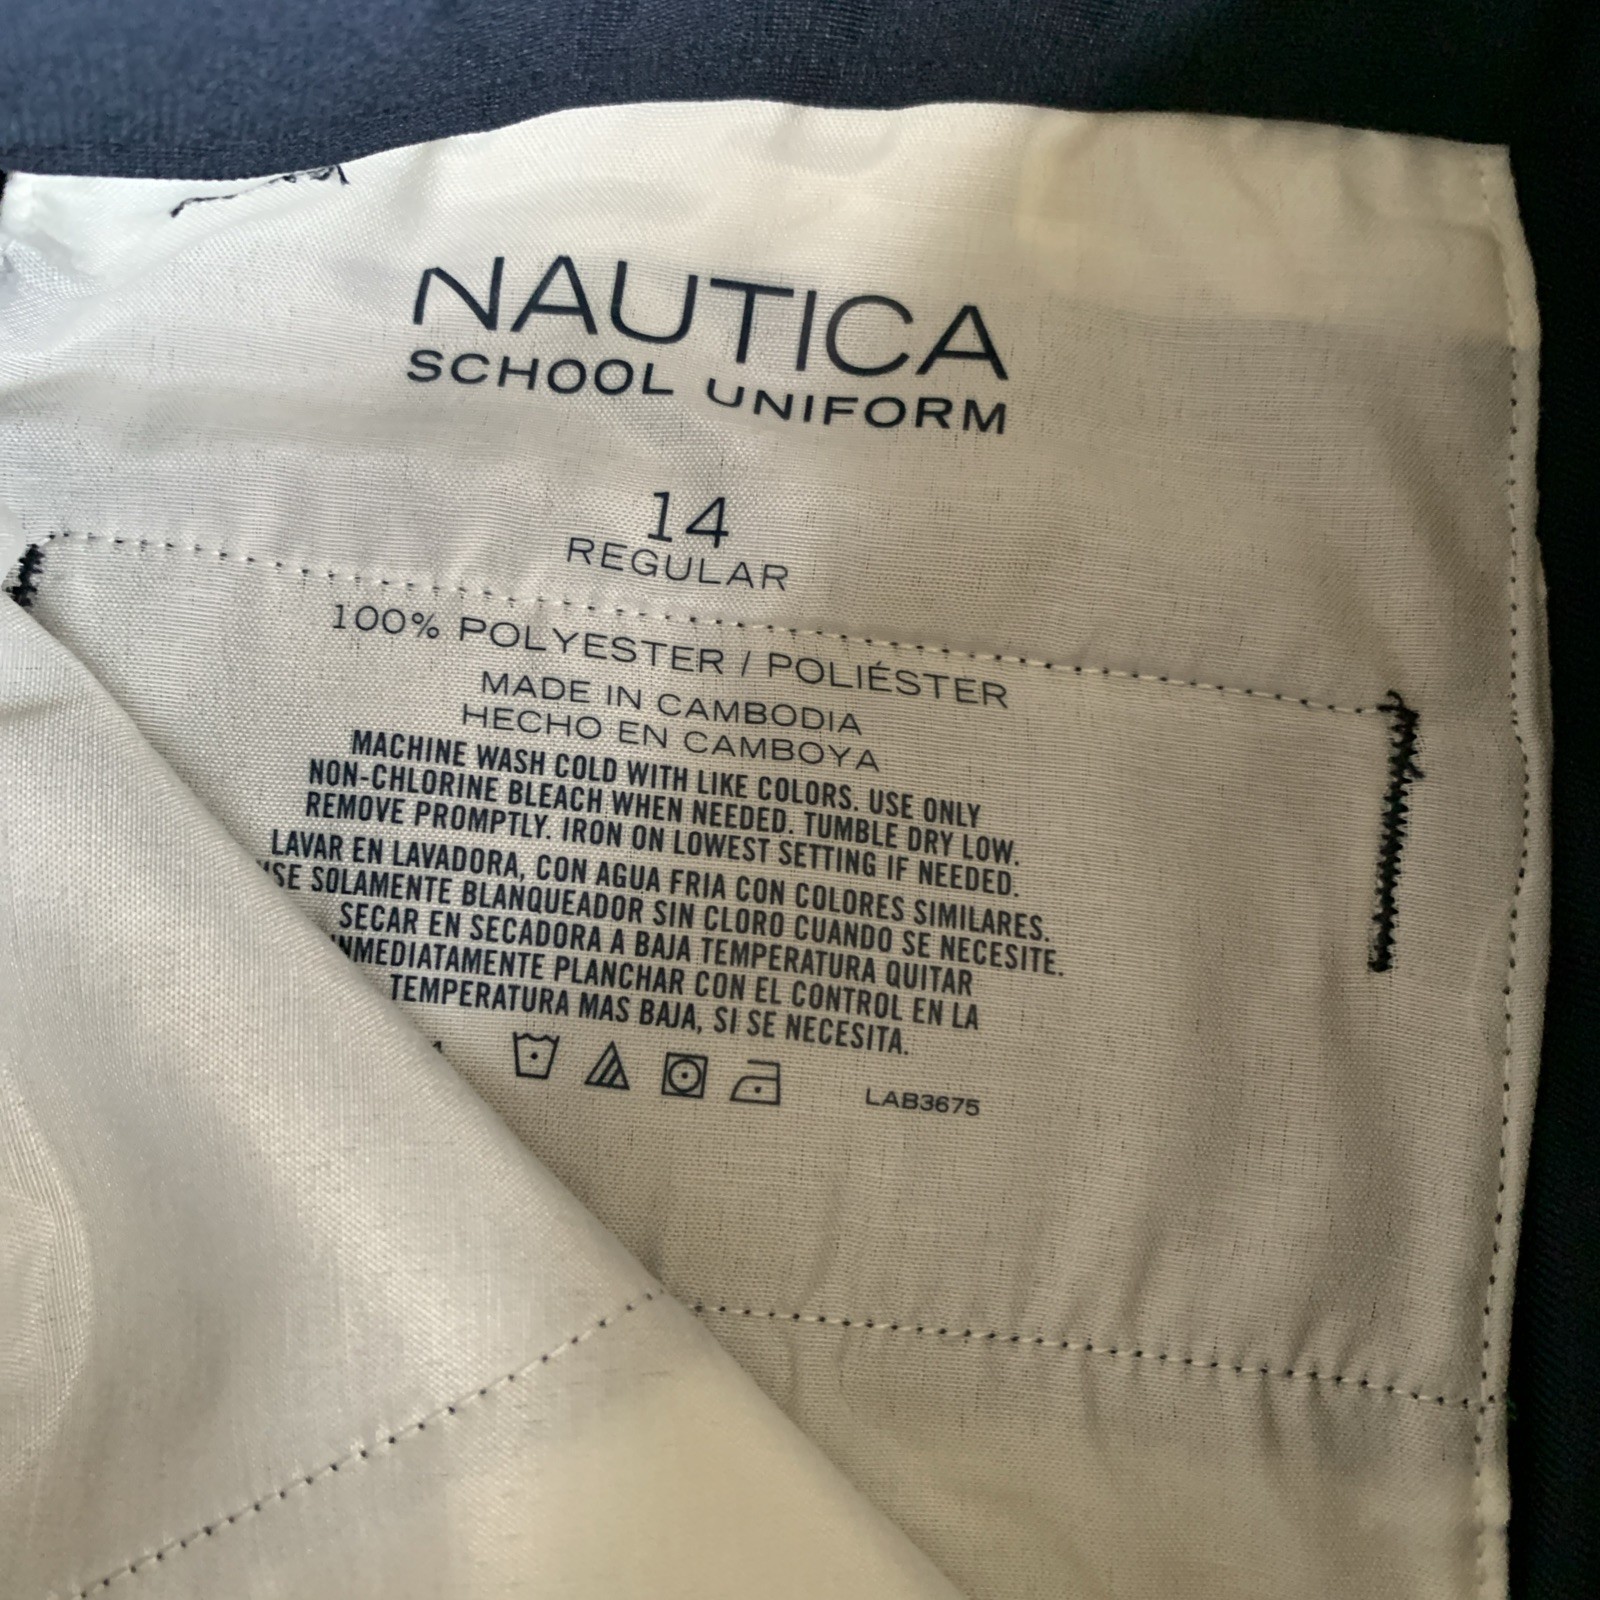 NAUTICA
SCHOOL UNIFORM
14
REGULAR
100% POLYESTER / POLIÉSTER
MADE IN CAMBODIA
HECHO EN CAMBOYA
MACHINE WASH COLD WITH LIKE COLORS. USE ONLY
NON-CHLORINE BLEACH WHEN NEEDED. TUMBLE DRY LOW.
REMOVE PROMPTLY. IRON ON LOWEST SETTING IF NEEDED.
LAVAR EN LAVADORA, CON AGUA FRIA CON COLORES SIMILARES.
USE SOLAMENTE BLANQUEADOR SIN CLORO CUANDO SE NECESITE.
SECAR EN SECADORA A BAJA TEMPERATURA QUITAR
INMEDIATAMENTE PLANCHAR CON EL CONTROL EN LA
TEMPERATURA MAS BAJA, SI SE NECESITA.
LAB3675